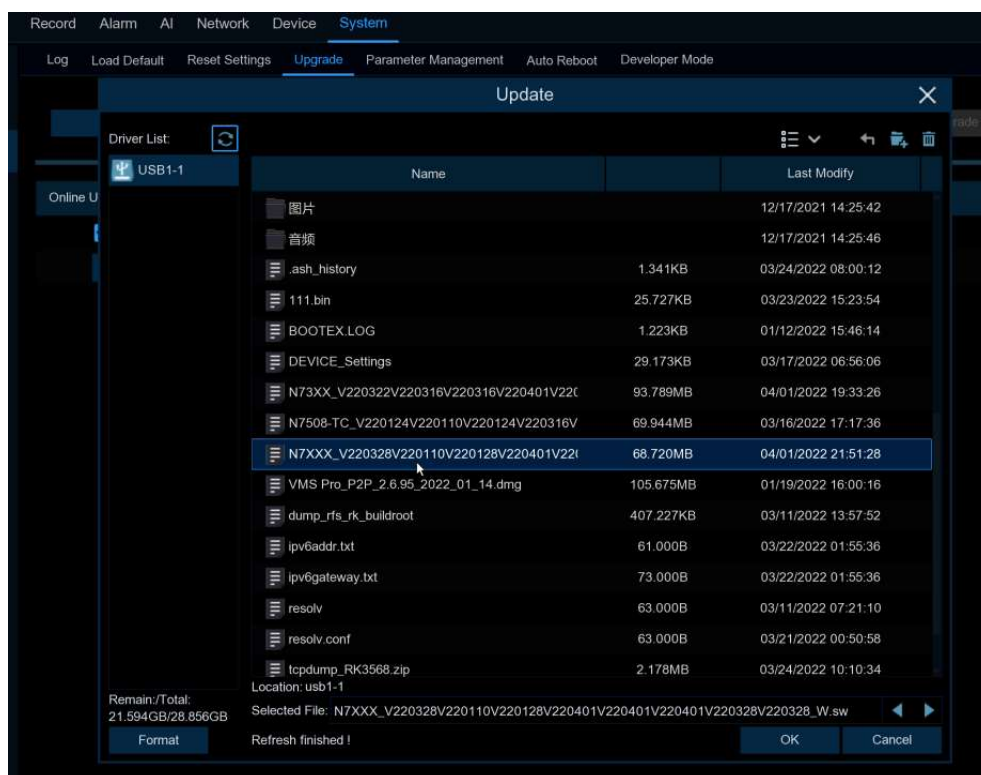 Record Alarm AI Network Device System
Log Load Default Reset Settings Upgrade Parameter Management Auto Reboot Developer Mode
Update
rade
Driver List:
USB1-1
Name Last Modify
Online U
图片 12/17/2021 14:25:42
音频 12/17/2021 14:25:46
.ash_history 1.341KB 03/24/2022 08:00:12
111.bin 25.727KB 03/23/2022 15:23:54
BOOTEX.LOG 1.223KB 01/12/2022 15:46:14
DEVICE_Settings 29.173KB 03/17/2022 06:56:06
N73XX_V220322V220316V220316V220401V220 93.789MB 04/01/2022 19:33:26
N7508-TC_V220124V220110V220124V220316V 69.944MB 03/16/2022 17:17:36
N7XXX_V220328V220110V220128V220401V220 68.720MB 04/01/2022 21:51:28
VMS Pro_P2P_2.6.95_2022_01_14.dmg 105.675MB 01/19/2022 16:00:16
dump_rfs_rk_buildroot 407.227KB 03/11/2022 13:57:52
ipv6addr.txt 61.000B 03/22/2022 01:55:36
ipv6gateway.txt 73.000B 03/22/2022 01:55:36
resolv 63.000B 03/11/2022 07:21:10
resolv.conf 63.000B 03/21/2022 00:50:58
tcpdump_RK3568.zip 2.178MB 03/24/2022 10:10:34
Location: usb1-1
Remain:/Total:
21.594GB/28.856GB
Selected File: N7XXX_V220328V220110V220128V220401V220401V220401V220328V220328_W.sw
Format Refresh finished ! OK Cancel